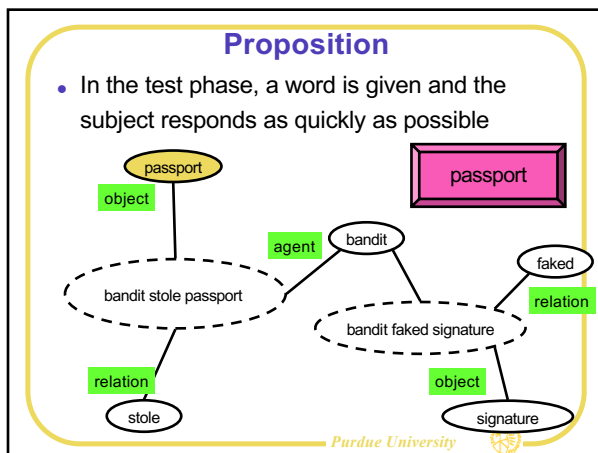 Proposition
• In the test phase, a word is given and the
subject responds as quickly as possible
passport
passport
object
bandit
agent
faked
bandit stole passport
relation
bandit faked signature
relation
object
stole
signature
Purdue University